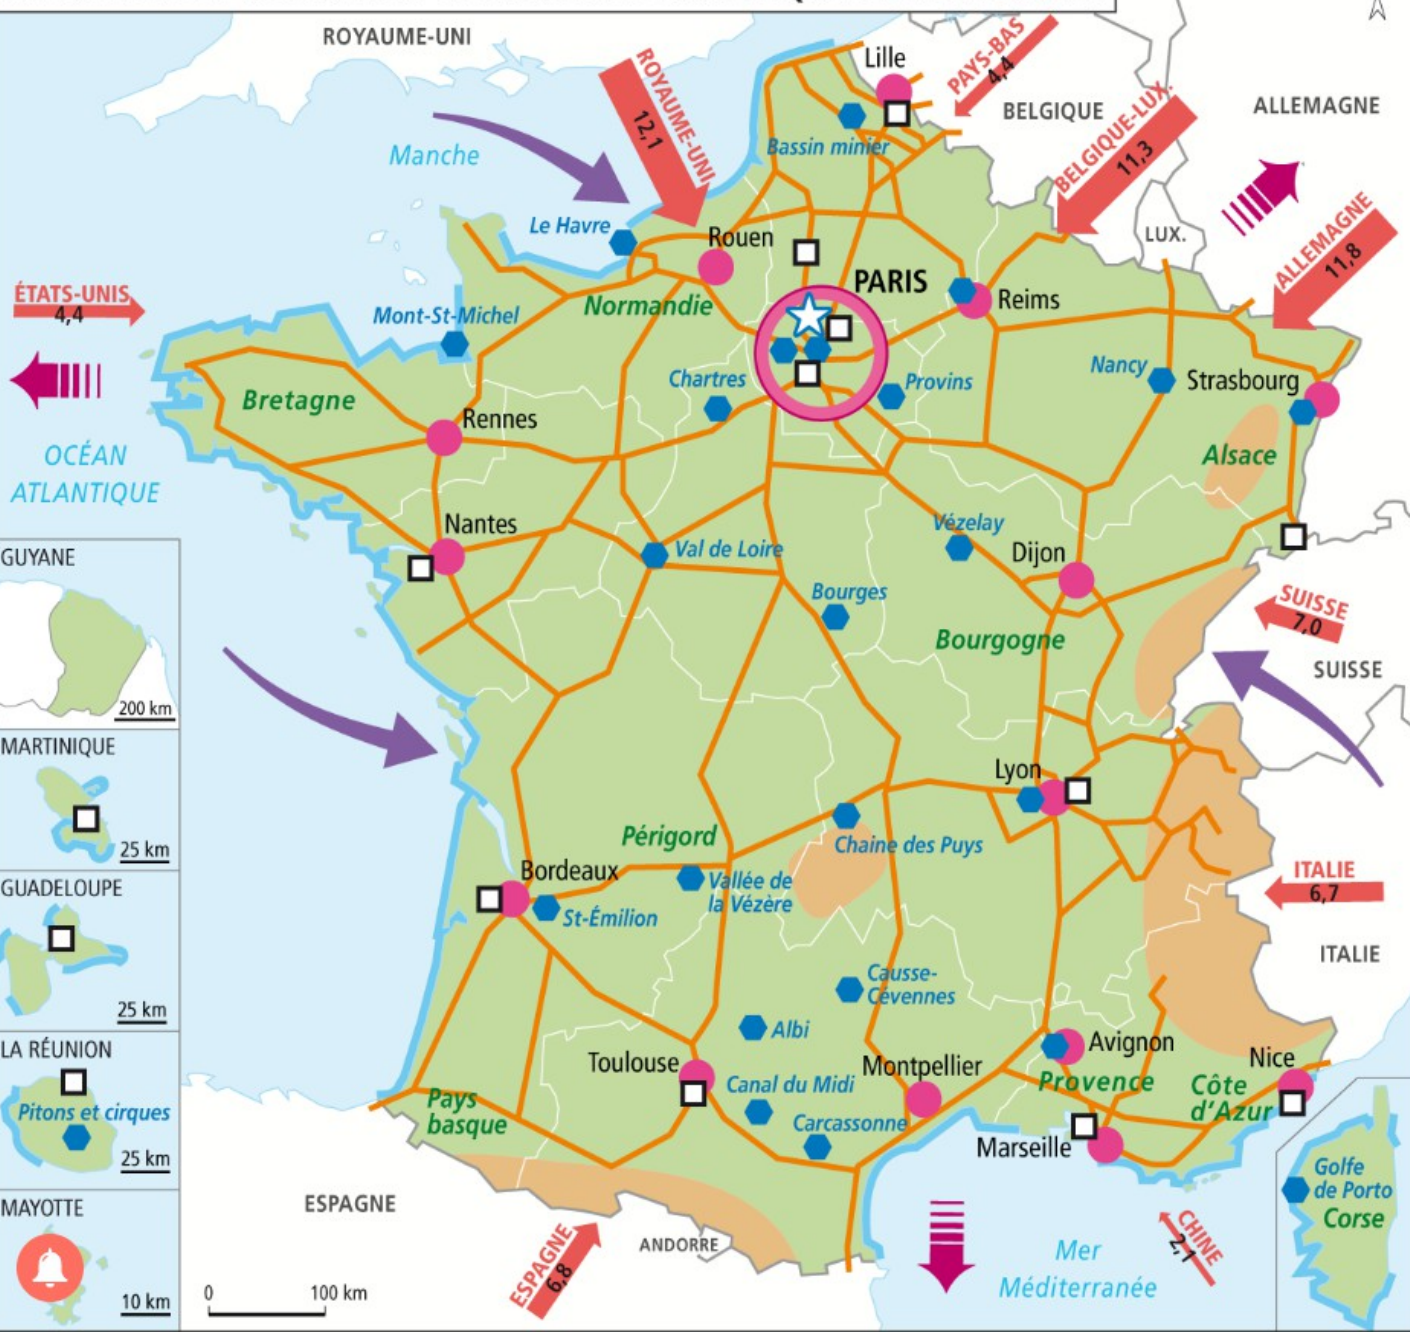 ROYAUME-UNI
Lille
PAYS-BAS
4,4
BELGIQUE
ALLEMAGNE
ROYAUME-UNI
12,1
BELGIQUE-LUX.
11,3
Manche
Bassin minier
Le Havre
Rouen
LUX.
ALLEMAGNE
11,8
PARIS
ÉTATS-UNIS
4,4
Mont-St-Michel
Normandie
Reims
Chartres
Provins
Nancy
Strasbourg
Bretagne
Rennes
OCÉAN
ATLANTIQUE
Alsace
Nantes
Val de Loire
Vézelay
Dijon
GUYANE
200 km
Bourges
Bourgogne
SUISSE
7,0
SUISSE
MARTINIQUE
25 km
Lyon
Périgord
Chaine des Puys
Bordeaux
Vallée de
la Vézère
St-Émilion
ITALIE
6,7
ITALIE
GUADELOUPE
25 km
Causse-
Cévennes
Albi
LA RÉUNION
Pitons et cirques
25 km
Toulouse
Montpellier
Avignon
Nice
Canal du Midi
Provence
Côte
d'Azur
Pays
basque
Carcassonne
Marseille
Golfe
de Porto
Corse
MAYOTTE
10 km
ESPAGNE
ESPAGNE
6,8
ANDORRE
CHINE
2,1
Mer
Méditerranée
0
100 km